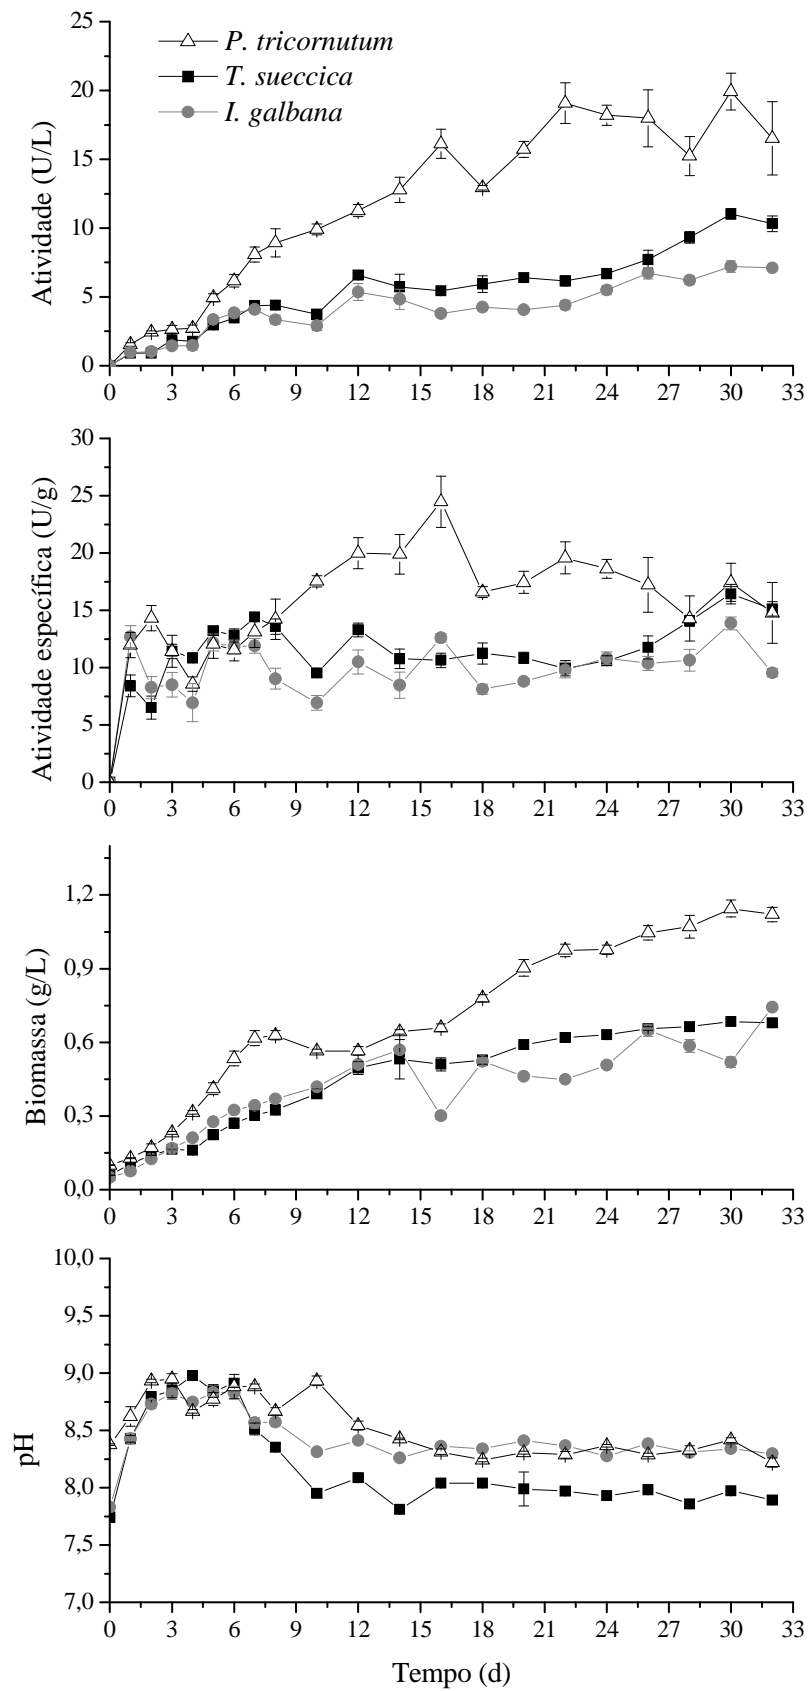 25
20
15
10
5
0
Atividade (U/L)
P. tricornutum
T. sueccica
I. galbana
0 3 6 9 12 15 18 21 24 27 30 33
30
25
20
15
10
5
0
Atividade específica (U/g)
0 3 6 9 12 15 18 21 24 27 30 33
1,2
0,9
0,6
0,3
0,0
Biomassa (g/L)
0 3 6 9 12 15 18 21 24 27 30 33
10,0
9,5
9,0
8,5
8,0
7,5
7,0
pH
0 3 6 9 12 15 18 21 24 27 30 33
Tempo (d)